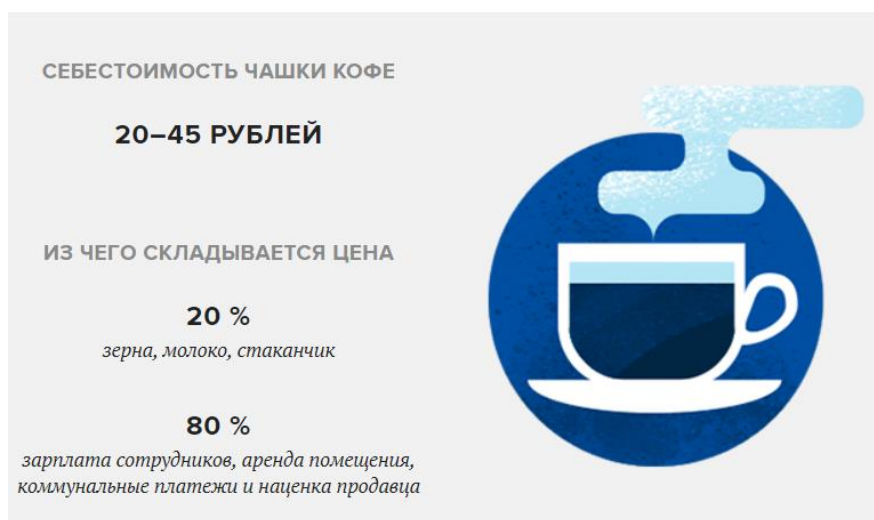 СЕБЕСТОИМОСТЬ ЧАШКИ КОФЕ
20–45 РУБЛЕЙ
ИЗ ЧЕГО СКЛАДЫВАЕТСЯ ЦЕНА
20 %
зерна, молоко, стаканчик
80 %
зарплата сотрудников, аренда помещения,
коммунальные платежи и наценка продавца